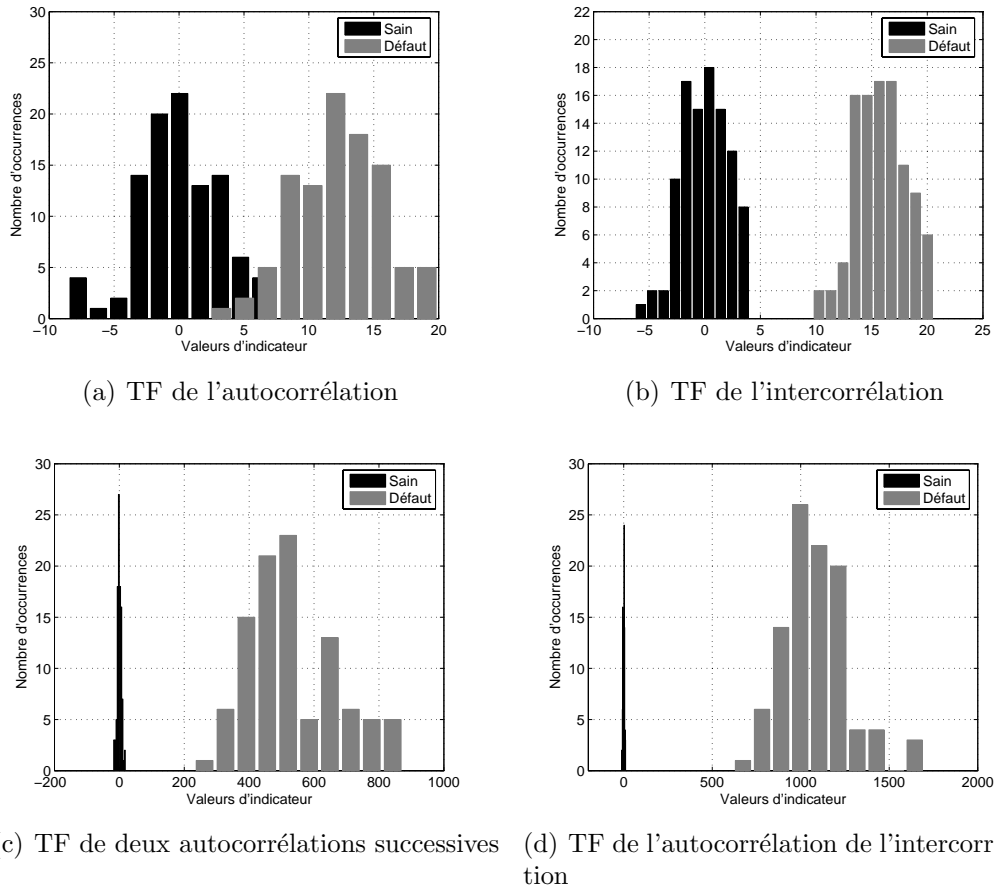 30
25
20
15
10
5
0
−10
−5
0
5
10
15
20
Nombre d'occurrences
Valeurs d'indicateur
Sain
Défaut
(a) TF de l'autocorrélation
22
20
18
16
14
12
10
8
6
4
2
0
−10
−5
0
5
10
15
20
25
Nombre d'occurrences
Valeurs d'indicateur
Sain
Défaut
(b) TF de l'intercorrélation
30
25
20
15
10
5
0
−200
0
200
400
600
800
1000
Nombre d'occurrences
Valeurs d'indicateur
Sain
Défaut
c) TF de deux autocorrélations successives
30
25
20
15
10
5
0
0
500
1000
1500
2000
Nombre d'occurrences
Valeurs d'indicateur
Sain
Défaut
(d) TF de l'autocorrélation de l'intercorr
tion